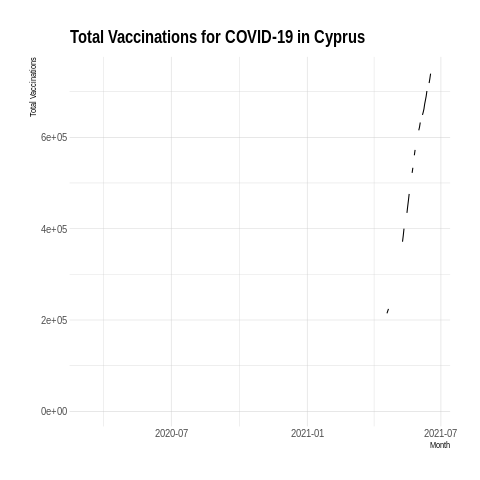 Total Vaccinations for COVID-19 in Cyprus
Total Vaccinations
6e+05
4e+05
2e+05
0e+00
2020-07
2021-01
2021-07
Month